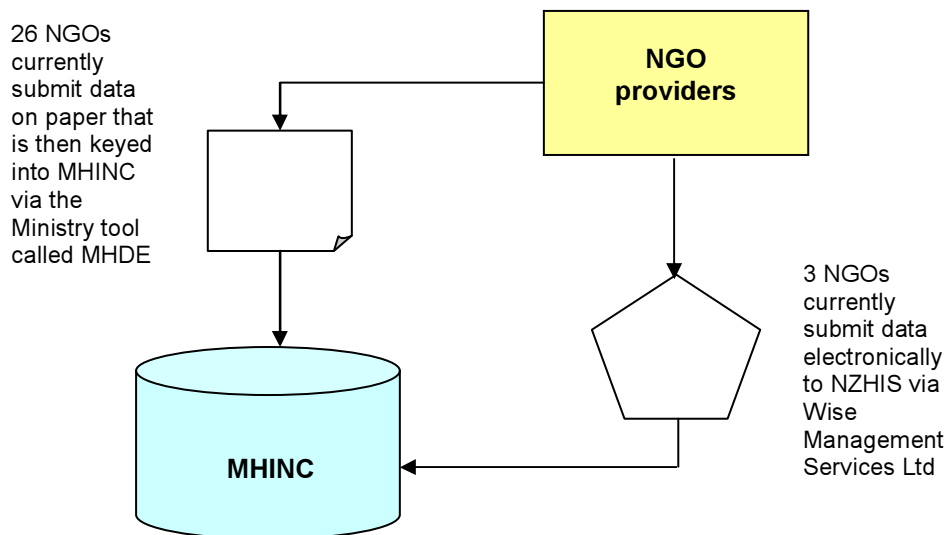 26 NGOs
currently
submit data
on paper that
is then keyed
into MHINC
via the
Ministry tool
called MHDE
NGO
providers
3 NGOs
currently
submit data
electronically
to NZHIS via
Wise
Management
Services Ltd
MHINC